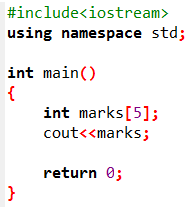 #include<iostream>
using namespace std;

int main()
{
    int marks[5];
    cout<<marks;

    return 0;
}